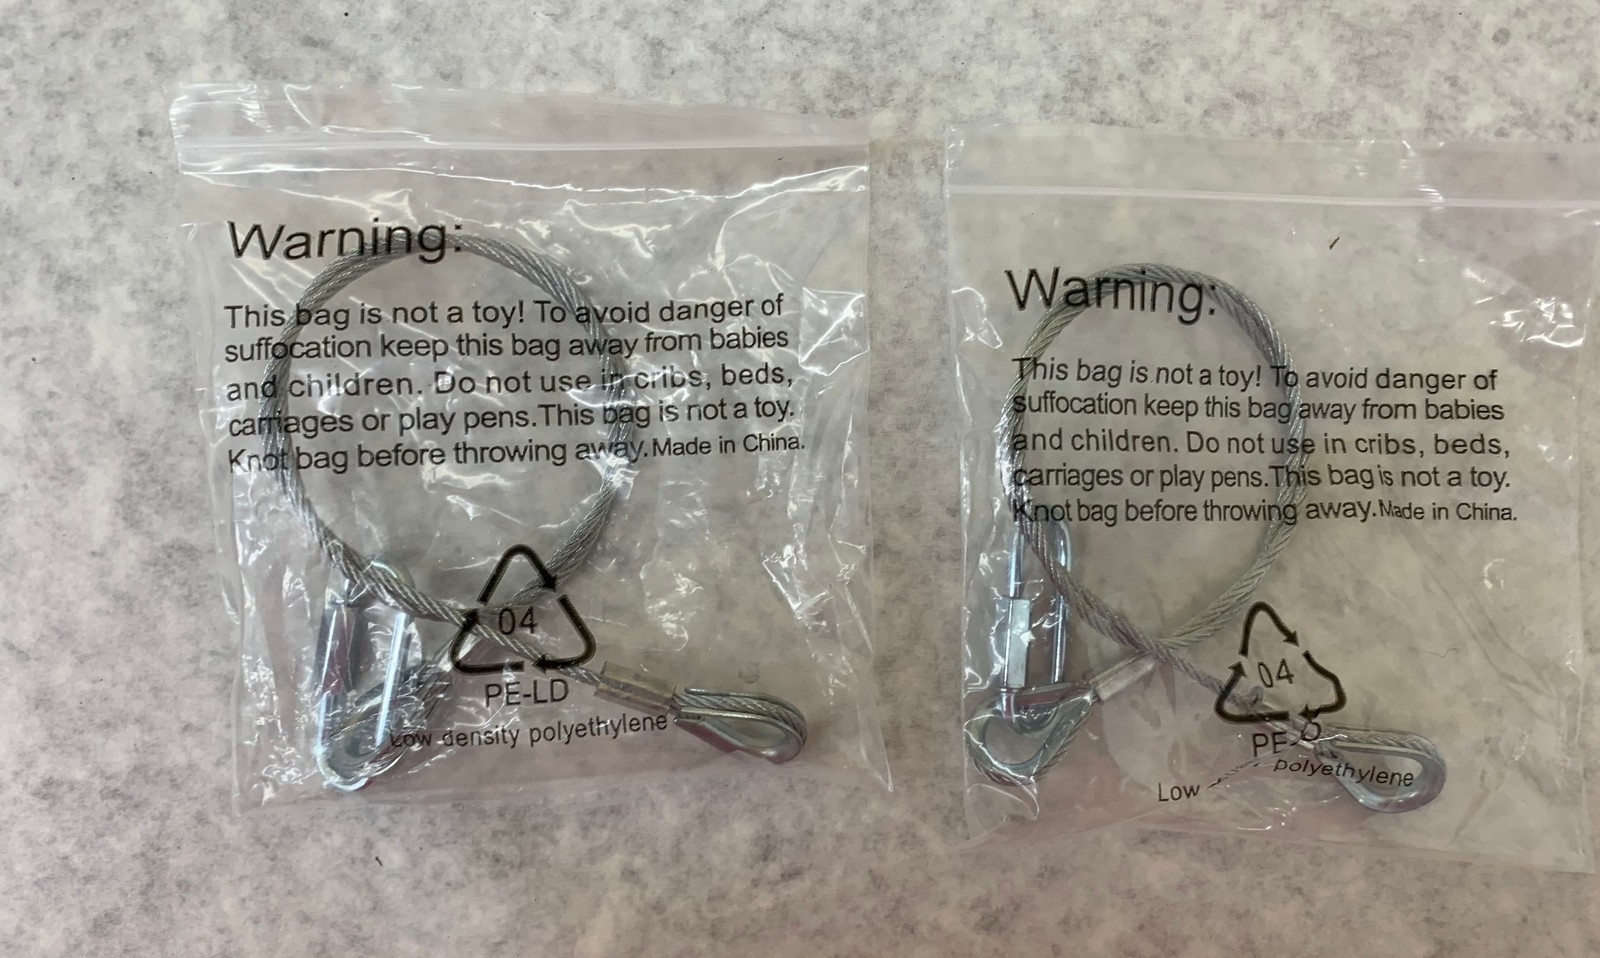 Warning:
This bag is not a toy! To avoid danger of
suffocation keep this bag away from babies
and children. Do not use in cribs, beds,
carriages or play pens.This bag is not a toy.
Knot bag before throwing away.Made in China.
04
PE-LD
Low density polyethylene
Warning:
This bag is not a toy! To avoid danger of
suffocation keep this bag away from babies
and children. Do not use in cribs, beds,
carriages or play pens.This bag is not a toy.
Knot bag before throwing away.Made in China.
04
Low polyethylene